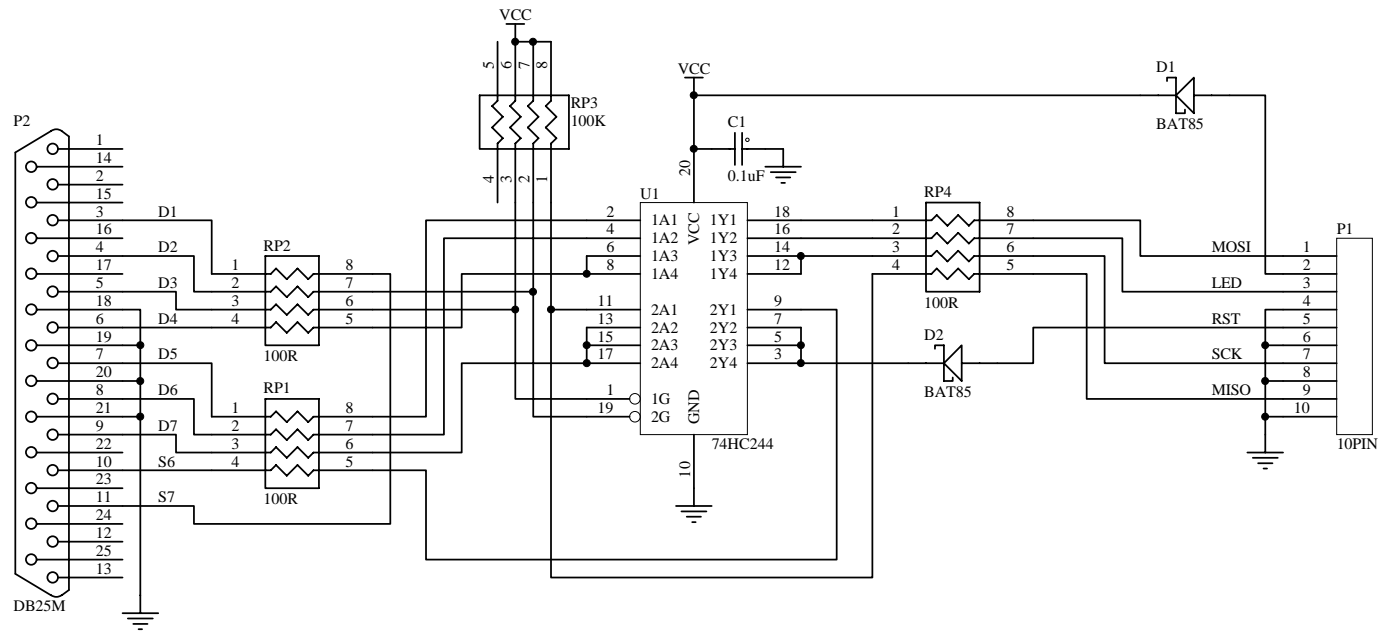 VCC
5 6 7 8
RP3
100K
4 3 2 1
VCC
D1
BAT85
C1
0.1uF
20
P2
1
14
2
15
3 D1
16
4 D2
17
5 D3
18
6 D4
19
7 D5
20
8 D6
21
9 D7
22
10 S6
23
11 S7
24
12
25
13
DB25M
RP2
1 8
2 7
3 6
4 5
100R
RP1
1 8
2 7
3 6
4 5
100R
U1
VCC
2 1A1 1Y1 18
4 1A2 1Y2 16
6 1A3 1Y3 14
8 1A4 1Y4 12
11 2A1 2Y1 9
13 2A2 2Y2 7
15 2A3 2Y3 5
17 2A4 2Y4 3
1 1G
19 2G
GND
74HC244
10
RP4
1 8
2 7
3 6
4 5
100R
D2
BAT85
P1
MOSI 1
2
LED 3
4
RST 5
6
SCK 7
8
MISO 9
10
10PIN